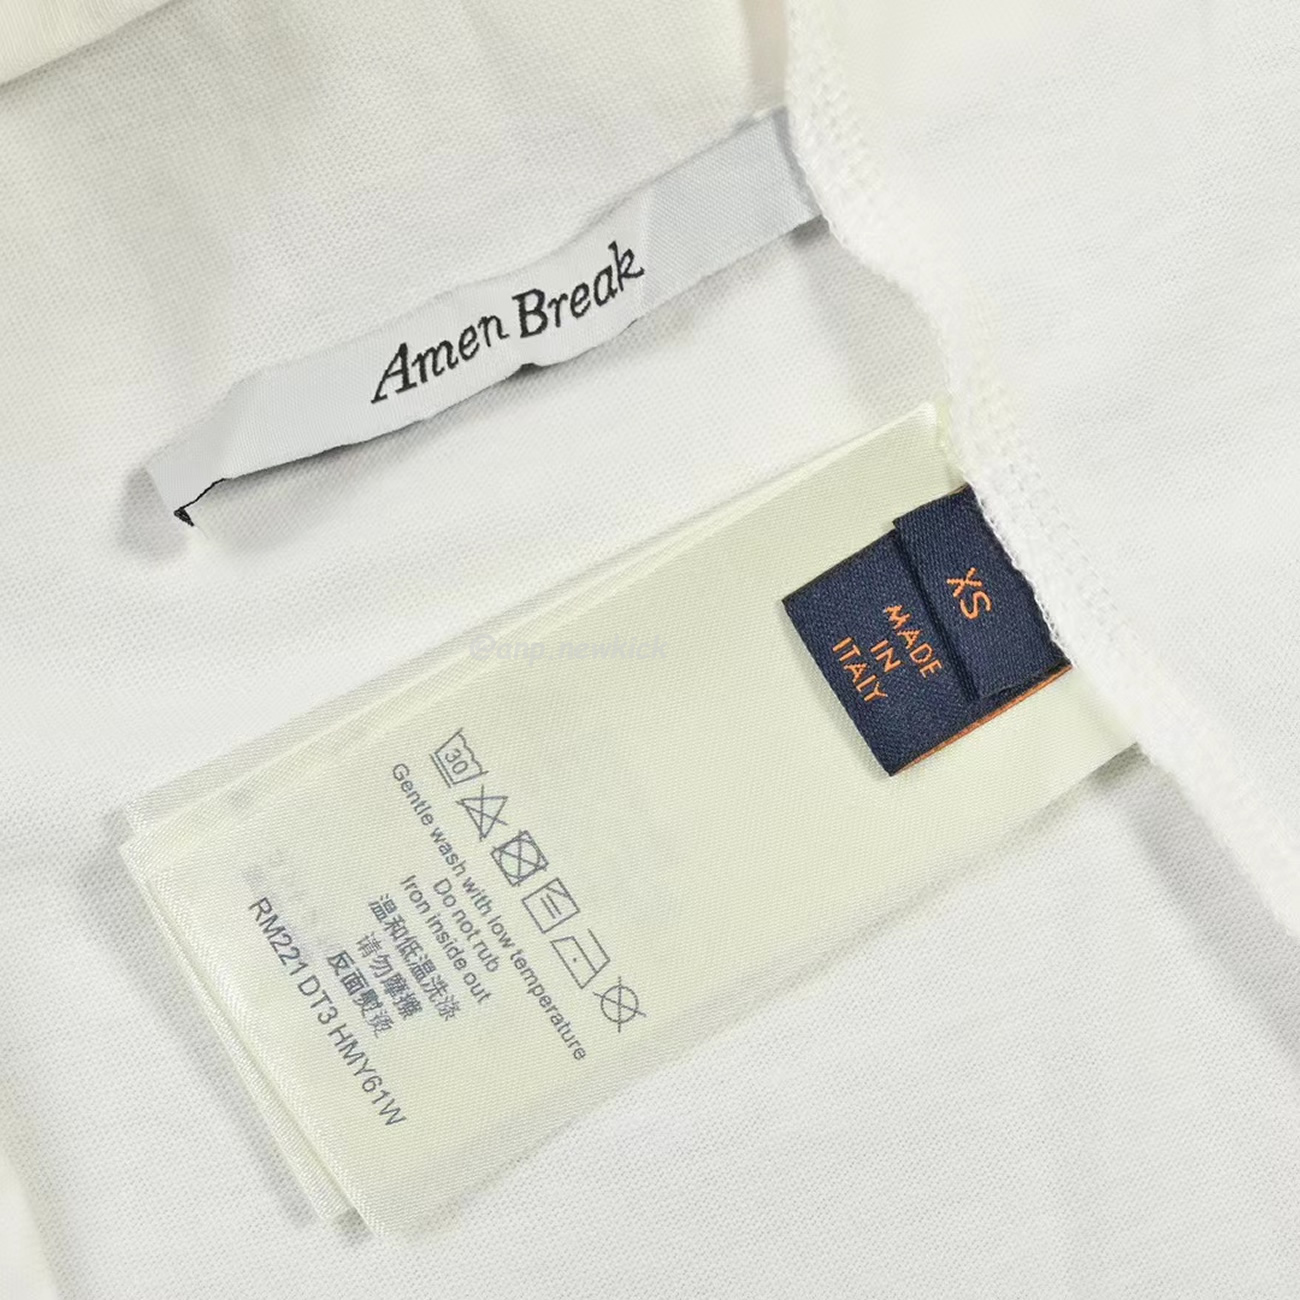 Amen Break
@anp_newkick
XS
MADE
IN
ITALY
30
Gentle wash with low temperature
Do not rub
Iron inside out
温和低温洗涤
请勿摩擦
反面熨烫
RM221 DT3 HMY61W